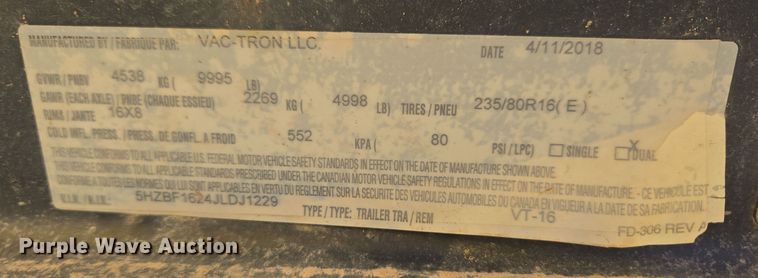 MANUFACTURED BY / FABRIQUE PAR: VAC-TRON LLC. DATE 4/11/2018
GVWR / PNBV 4538 KG ( 9995 LB)
GAWR (EACH AXLE) / PNBE (CHAQUE ESSIEU) 2269 KG ( 4998 LB) TIRES / PNEU 235/80R16( E )
RIMS / JANTE 16X8
COLD INFL. PRESS. / PRESS. DE GONFL. A FROID 552 KPA ( 80 PSI / LPC) SINGLE X DUAL
THIS VEHICLE CONFORMS TO ALL APPLICABLE U.S. FEDERAL MOTOR VEHICLE SAFETY STANDARDS IN EFFECT ON THE DATE OF MANUFACTURE SHOWN ABOVE.
THIS VEHICLE CONFORMS TO ALL APPLICABLE STANDARDS PRESCRIBED UNDER THE CANADIAN MOTOR VEHICLE SAFETY REGULATIONS IN EFFECT ON THE DATE OF MANUFACTURE - CE VEHICULE EST
CONFORME A TOUTES LES NORMES QUI LUI SONT APPLICABLES EN VERTU DU REGLEMENT SUR LA SECURITE DES VEHICULES AUTOMOBILES DU CANADA EN VIGUEUR A LA DATE DE SA
V.I.N. / N.I.V.: 5HZBF1624JLDJ1229 TYPE / TYPE: TRAILER TRA / REM VT-16
FD-306 REV A
Purple Wave Auction